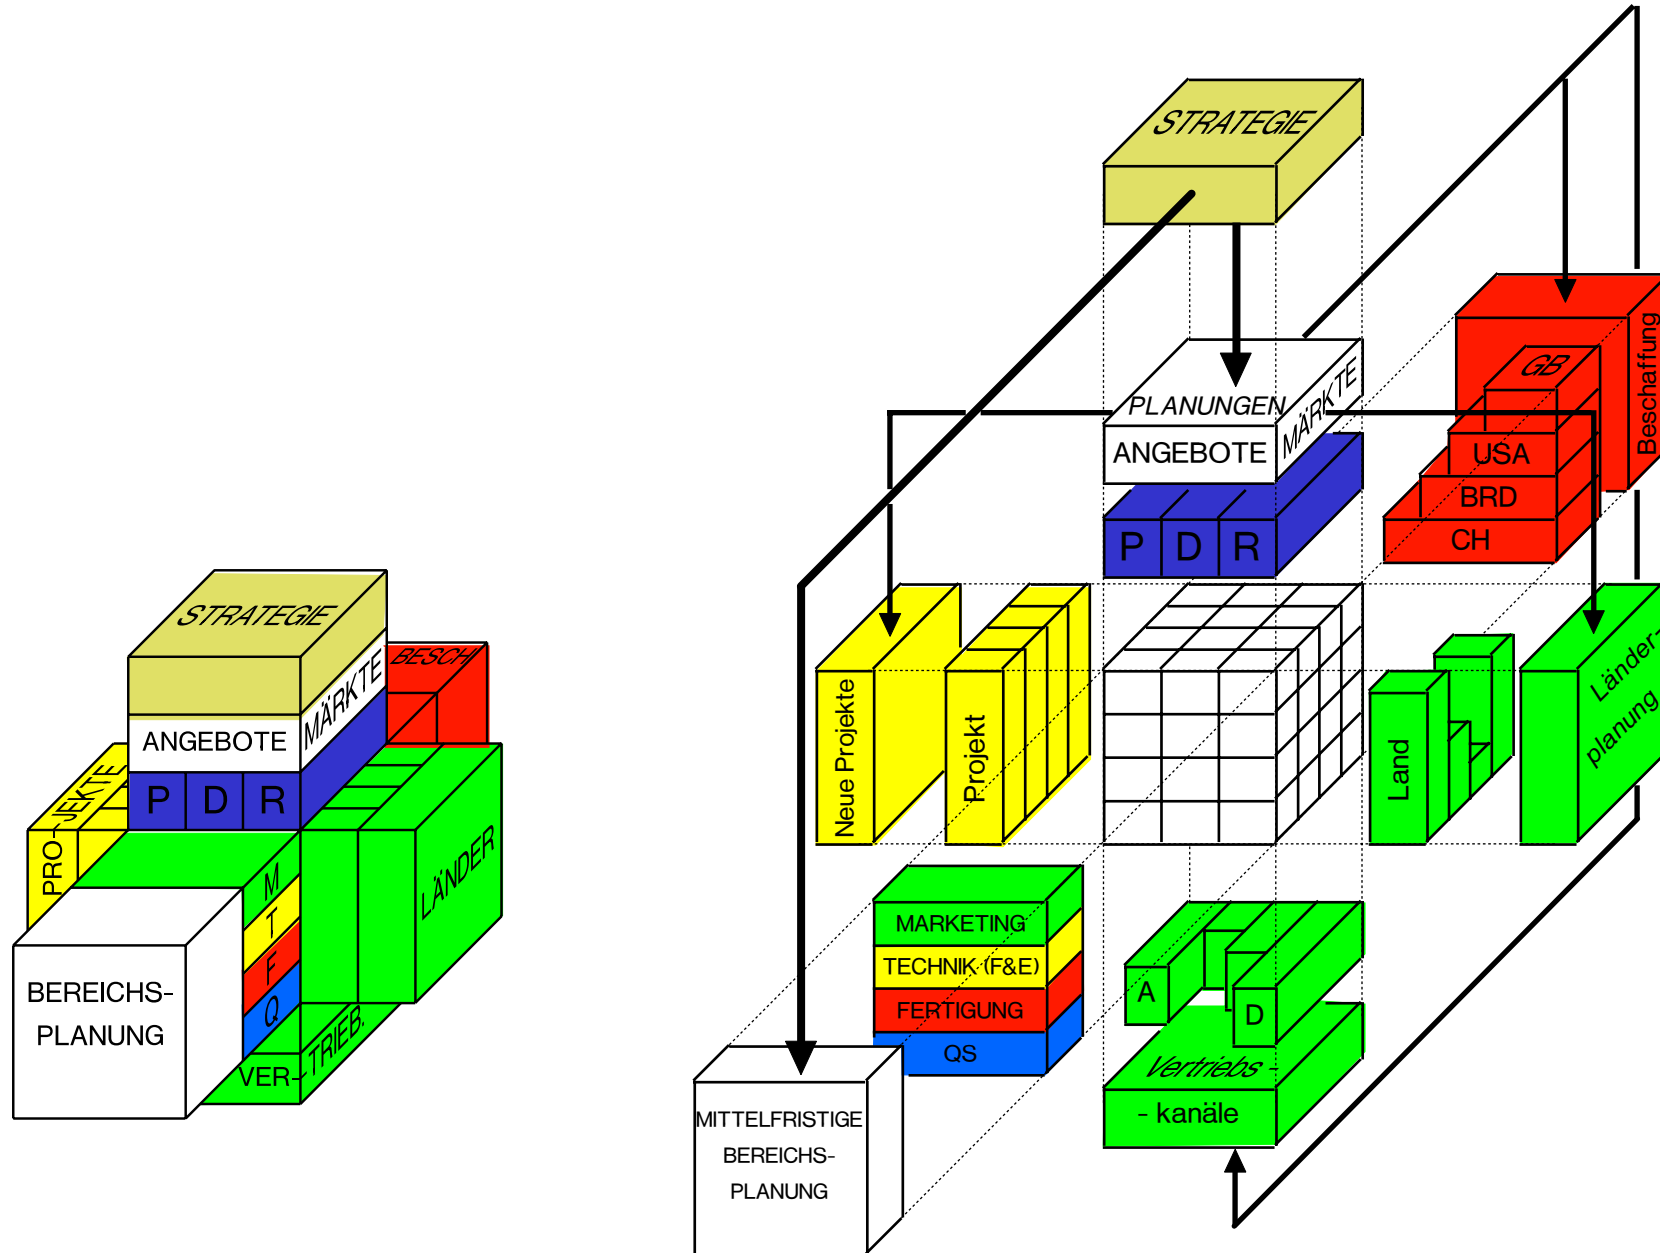 STRATEGIE
BESCH
ANGEBOTE
MÄRKTE
P D R
PRO-JEKTE
M
T
F
Q
LÄNDER
BEREICHS-
PLANUNG
VER-TRIEB.
STRATEGIE
PLANUNGEN
ANGEBOTE
MÄRKTE
P D R
Beschaffung
GB
USA
BRD
CH
Neue Projekte
Projekt
Land
Länder-
planung
MARKETING
TECHNIK (F&E)
FERTIGUNG
QS
A
D
Vertriebs-
- kanäle
MITTELFRISTIGE
BEREICHS-
PLANUNG